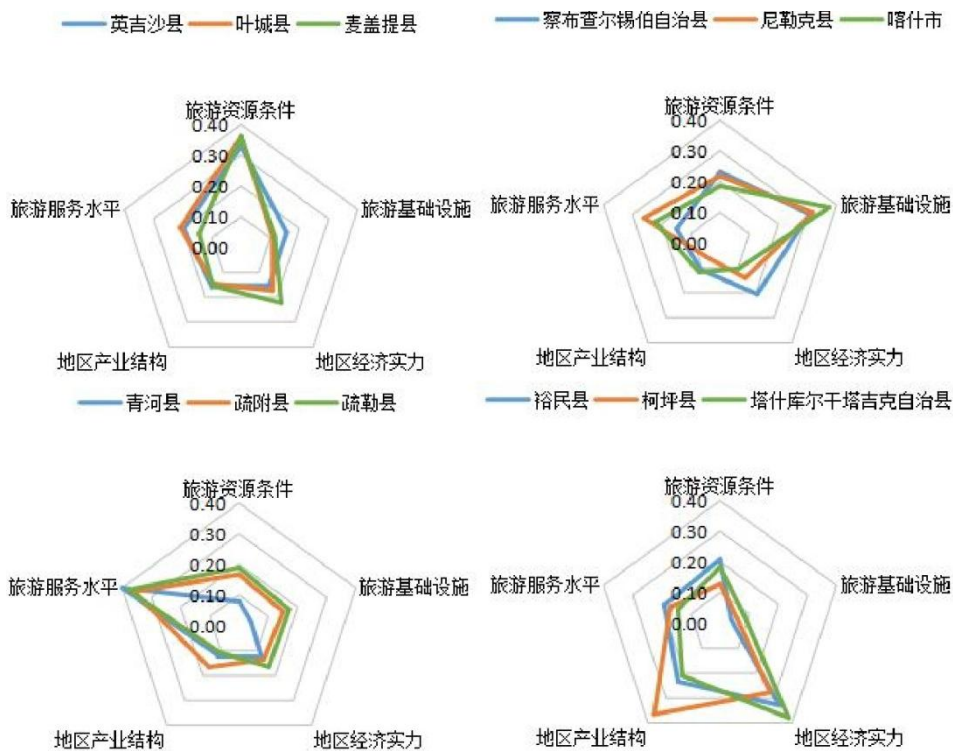 英吉沙县 叶城县 麦盖提县
旅游资源条件
0.40
0.30
0.20
0.10
0.00
旅游服务水平
旅游基础设施
地区产业结构
地区经济实力
察布查尔锡伯自治县 尼勒克县 喀什市
旅游资源条件
0.40
0.30
0.20
0.10
0.00
旅游服务水平
旅游基础设施
地区产业结构
地区经济实力
青河县 疏附县 疏勒县
旅游资源条件
0.40
0.30
0.20
0.10
0.00
旅游服务水平
旅游基础设施
地区产业结构
地区经济实力
裕民县 柯坪县 塔什库尔干塔吉克自治县
旅游资源条件
0.40
0.30
0.20
0.10
0.00
旅游服务水平
旅游基础设施
地区产业结构
地区经济实力